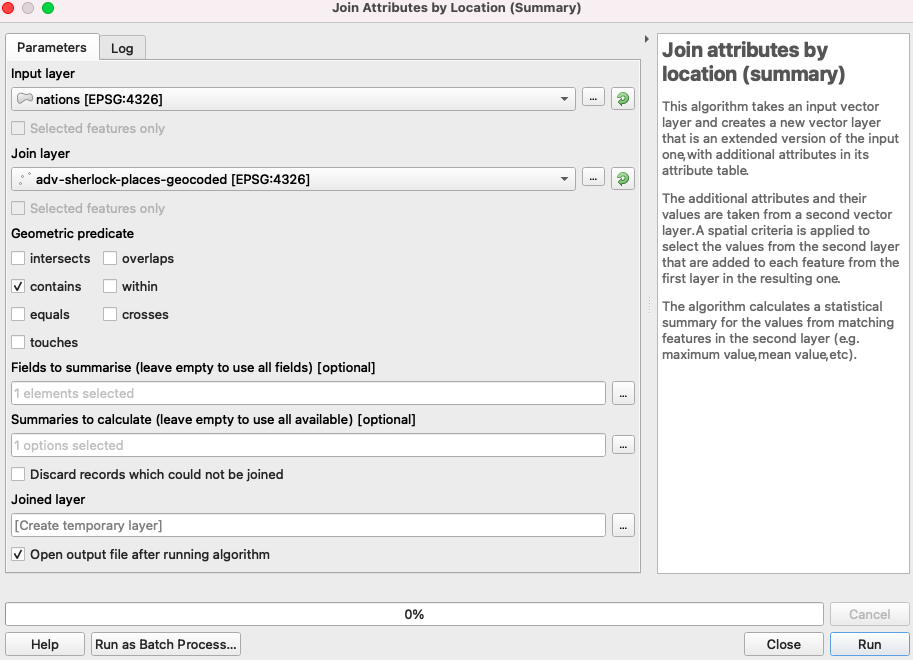 Join Attributes by Location (Summary)
Parameters
Log
Input layer
nations [EPSG:4326]
...
Selected features only
Join layer
adv-sherlock-places-geocoded [EPSG:4326]
...
Selected features only
Geometric predicate
intersects
overlaps
contains
within
equals
crosses
touches
Fields to summarise (leave empty to use all fields) [optional]
1 elements selected
...
Summaries to calculate (leave empty to use all available) [optional]
1 options selected
...
Discard records which could not be joined
Joined layer
[Create temporary layer]
...
Open output file after running algorithm
Join attributes by
location (summary)
This algorithm takes an input vector
layer and creates a new vector layer
that is an extended version of the input
one,with additional attributes in its
attribute table.
The additional attributes and their
values are taken from a second vector
layer.A spatial criteria is applied to
select the values from the second layer
that are added to each feature from the
first layer in the resulting one.
The algorithm calculates a statistical
summary for the values from matching
features in the second layer (e.g.
maximum value,mean value,etc).
0%
Cancel
Help
Run as Batch Process...
Close
Run